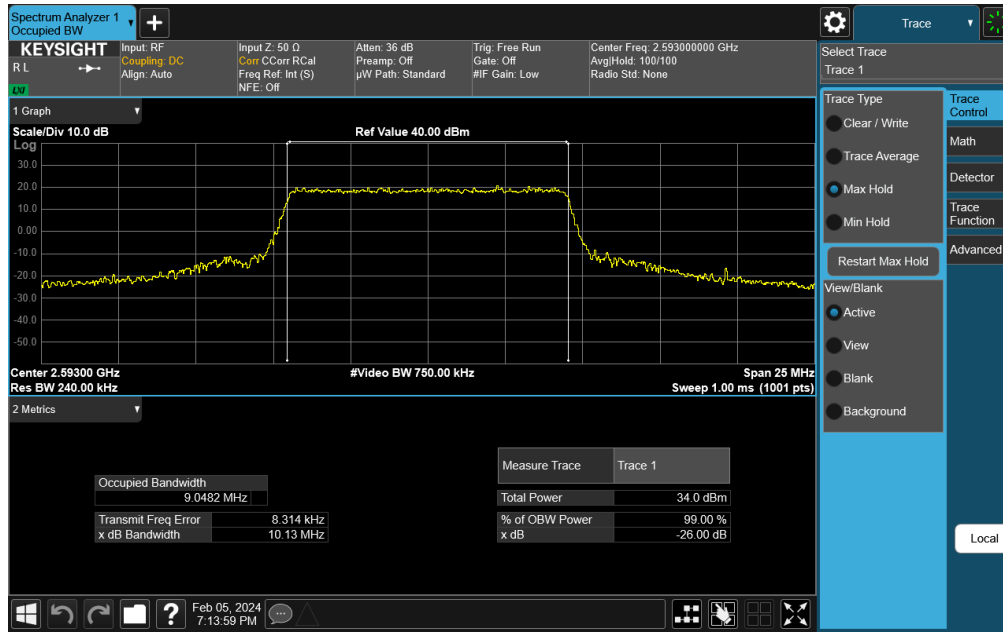 Spectrum Analyzer 1
Occupied BW
+
Trace
KEYSIGHT
R L
LXI
Input: RF
Coupling: DC
Align: Auto
Input Z: 50 Ω
Corr CCorr RCal
Freq Ref: Int (S)
NFE: Off
Atten: 36 dB
Preamp: Off
µW Path: Standard
Trig: Free Run
Gate: Off
#IF Gain: Low
Center Freq: 2.593000000 GHz
Avg|Hold: 100/100
Radio Std: None
Select Trace
Trace 1
1 Graph
Scale/Div 10.0 dB
Ref Value 40.00 dBm
Log
30.0
20.0
10.0
0.00
-10.0
-20.0
-30.0
-40.0
-50.0
Center 2.59300 GHz
#Video BW 750.00 kHz
Span 25 MHz
Res BW 240.00 kHz
Sweep 1.00 ms (1001 pts)
Trace Type
Clear / Write
Trace Average
Max Hold
Min Hold
Restart Max Hold
View/Blank
Active
View
Blank
Background
Trace
Control
Math
Detector
Trace
Function
Advanced
2 Metrics
Occupied Bandwidth
9.0482 MHz
Transmit Freq Error 8.314 kHz
x dB Bandwidth 10.13 MHz
Measure Trace Trace 1
Total Power 34.0 dBm
% of OBW Power 99.00 %
x dB -26.00 dB
Local
?
Feb 05, 2024
7:13:59 PM